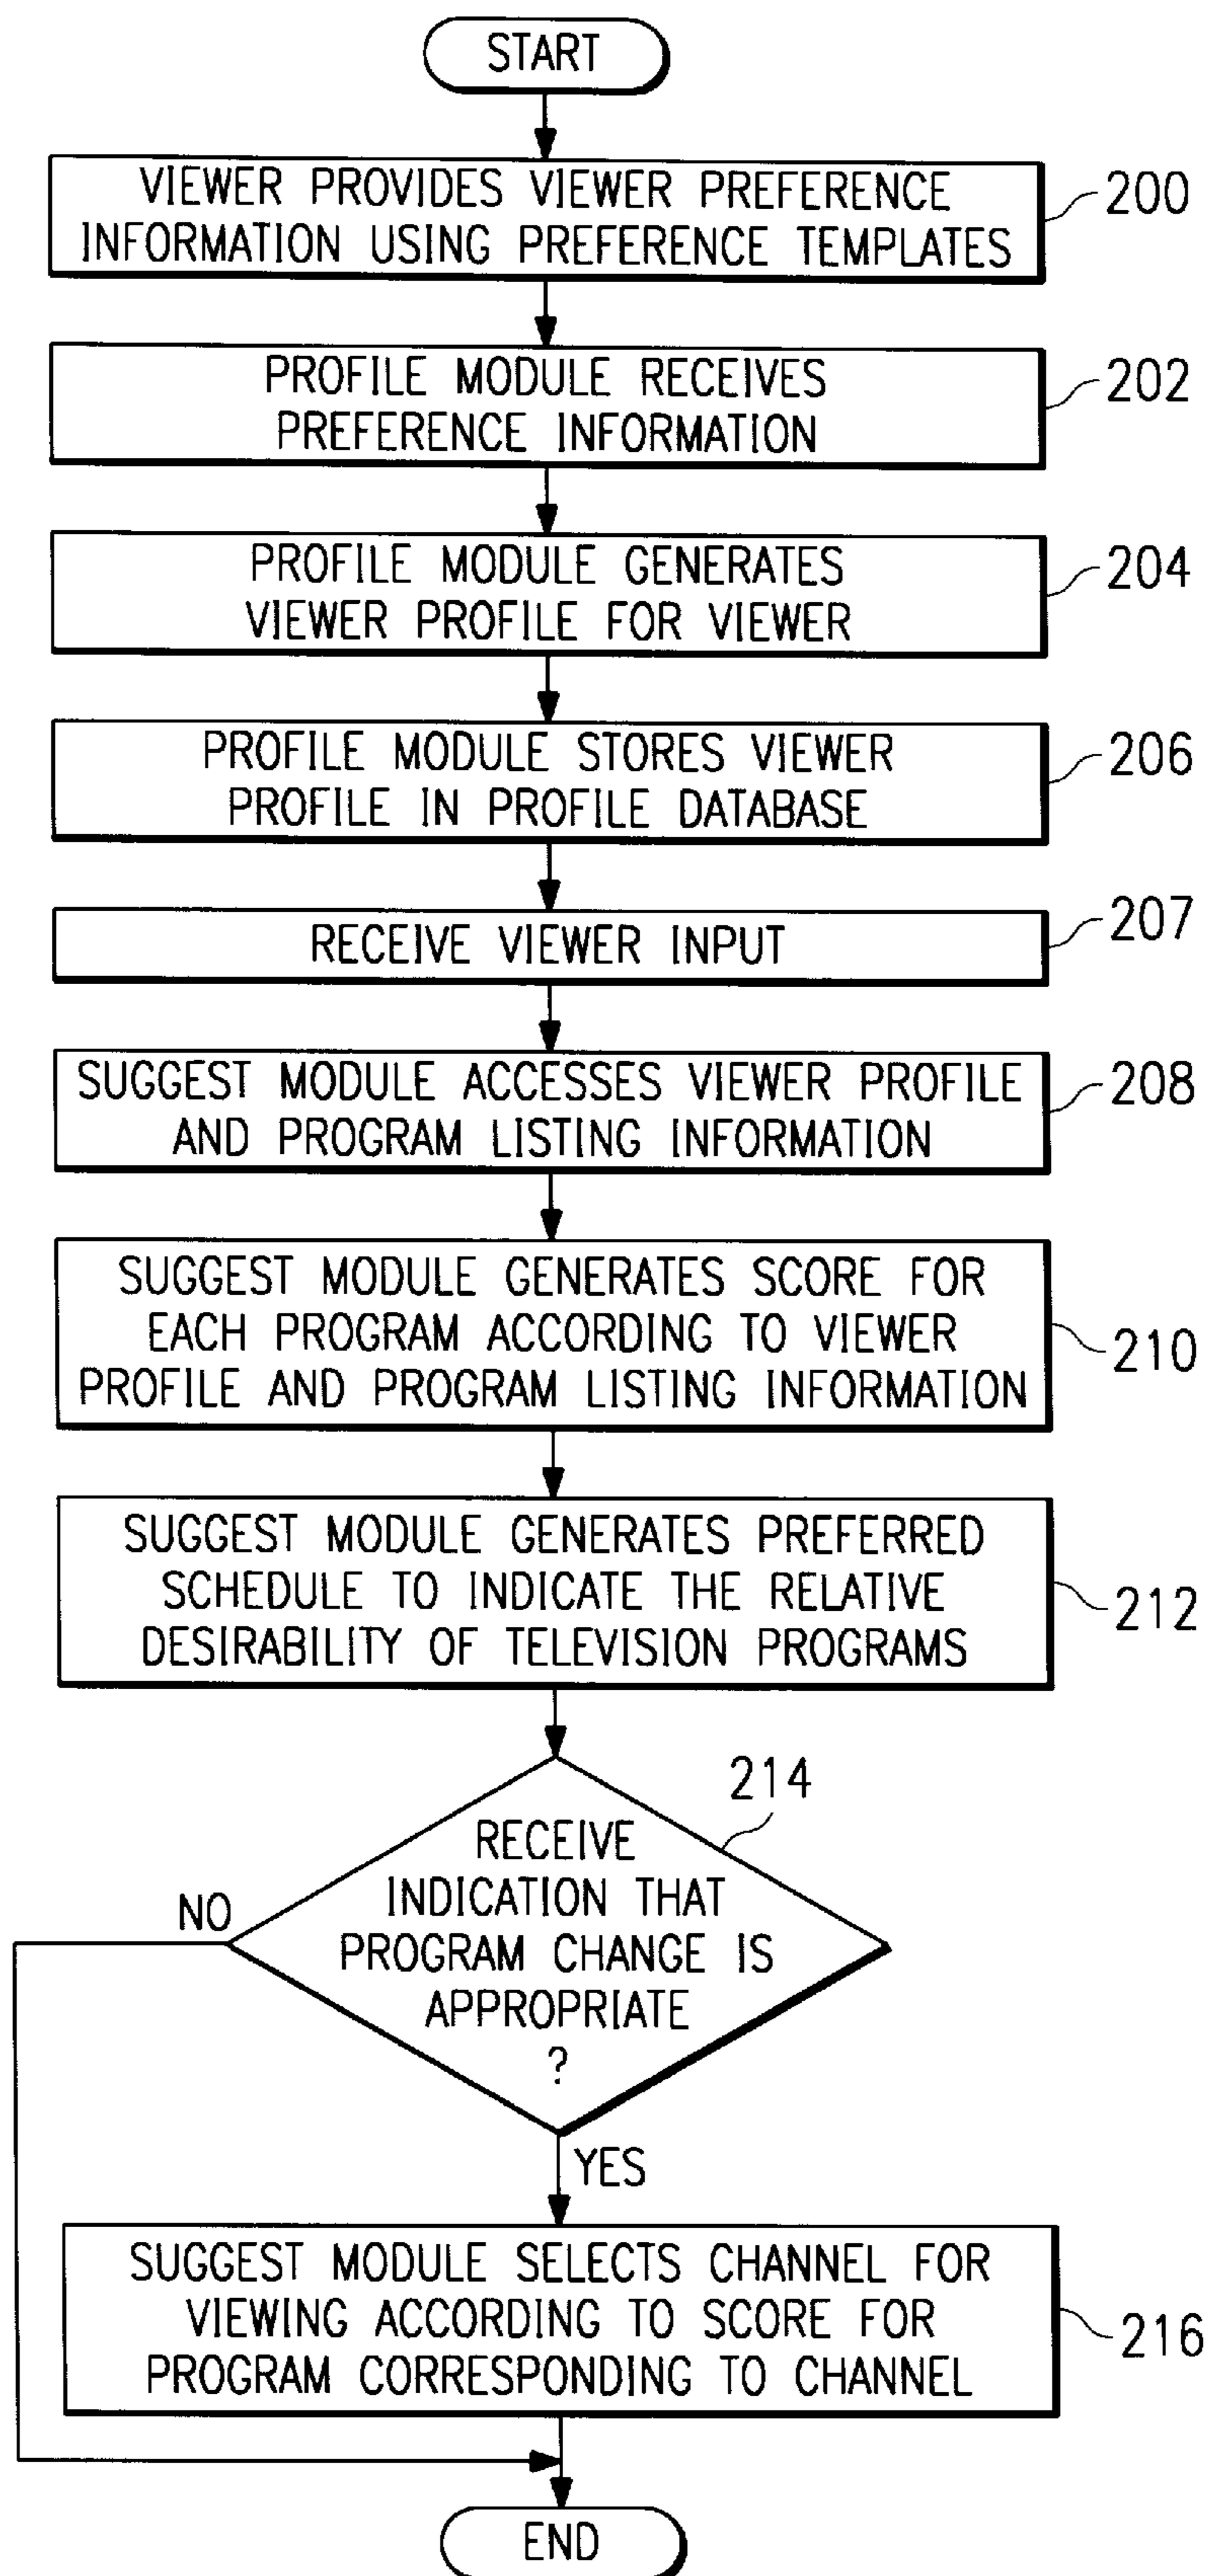 START
VIEWER PROVIDES VIEWER PREFERENCE
INFORMATION USING PREFERENCE TEMPLATES
200
PROFILE MODULE RECEIVES
PREFERENCE INFORMATION
202
PROFILE MODULE GENERATES
VIEWER PROFILE FOR VIEWER
204
PROFILE MODULE STORES VIEWER
PROFILE IN PROFILE DATABASE
206
RECEIVE VIEWER INPUT
207
SUGGEST MODULE ACCESSES VIEWER PROFILE
AND PROGRAM LISTING INFORMATION
208
SUGGEST MODULE GENERATES SCORE FOR
EACH PROGRAM ACCORDING TO VIEWER
PROFILE AND PROGRAM LISTING INFORMATION
210
SUGGEST MODULE GENERATES PREFERRED
SCHEDULE TO INDICATE THE RELATIVE
DESIRABILITY OF TELEVISION PROGRAMS
212
214
RECEIVE
INDICATION THAT
PROGRAM CHANGE IS
APPROPRIATE
?
NO
YES
SUGGEST MODULE SELECTS CHANNEL FOR
VIEWING ACCORDING TO SCORE FOR
PROGRAM CORRESPONDING TO CHANNEL
216
END